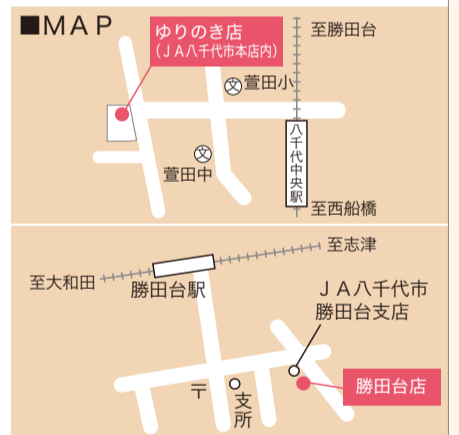 ■MAP
ゆりのき店
（JA八千代市本店内）
至勝田台
文
萱田小
八千代中央駅
文
萱田中
至西船橋
至志津
至大和田
勝田台駅
JA八千代市
勝田台支店
勝田台店
〒
支所